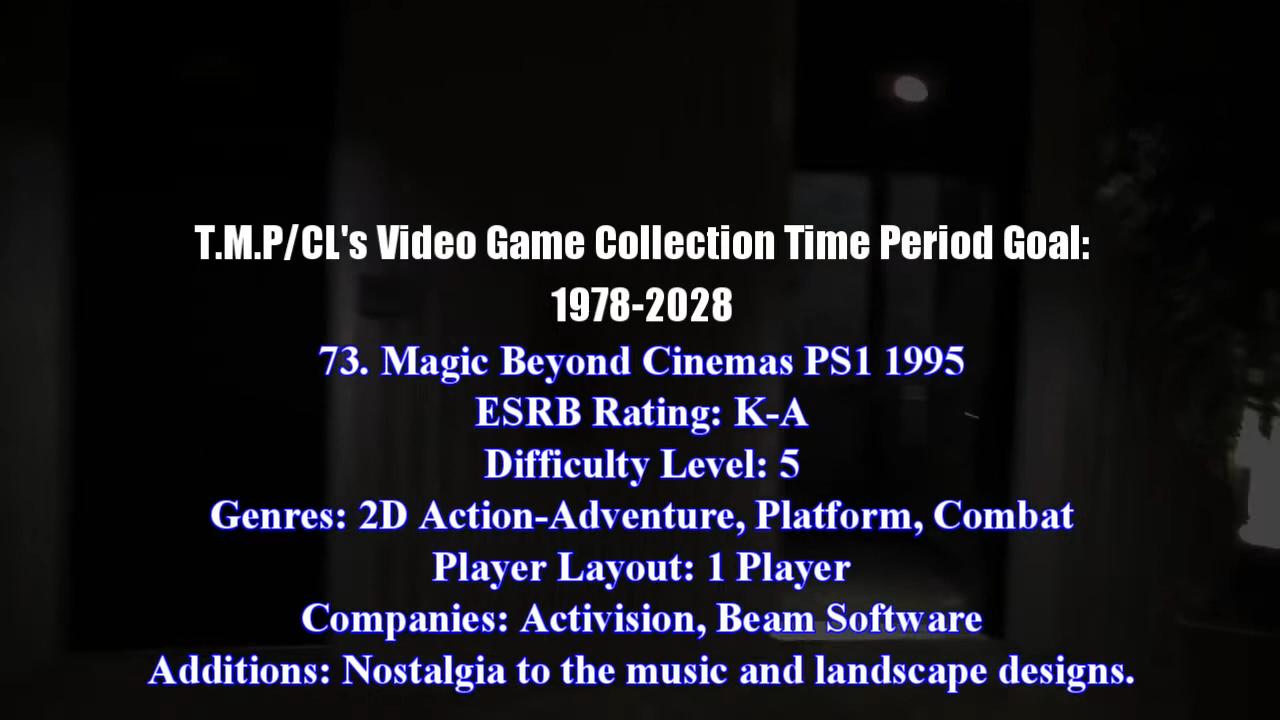 T.M.P/CL's Video Game Collection Time Period Goal:
1978-2028
73. Magic Beyond Cinemas PS1 1995
ESRB Rating: K-A
Difficulty Level: 5
Genres: 2D Action-Adventure, Platform, Combat
Player Layout: 1 Player
Companies: Activision, Beam Software
Additions: Nostalgia to the music and landscape designs.